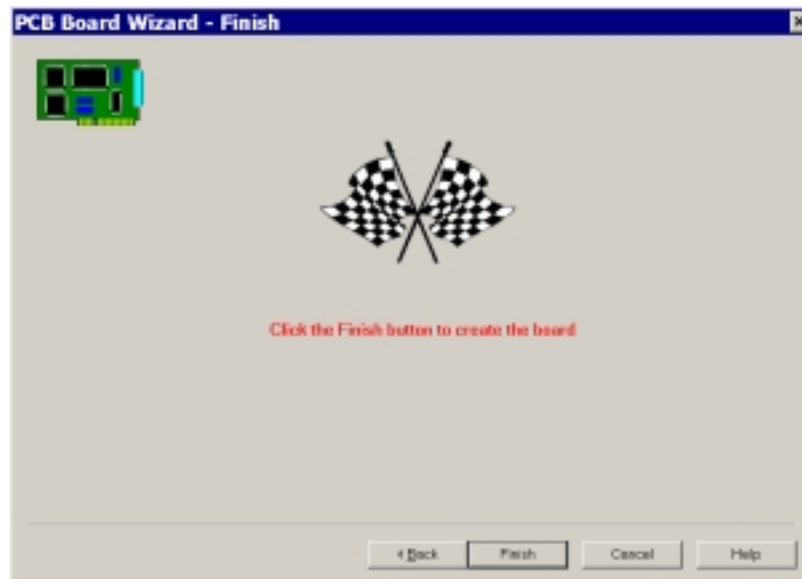 PCB Board Wizard - Finish
Click the Finish button to create the board
< Back Finish Cancel Help